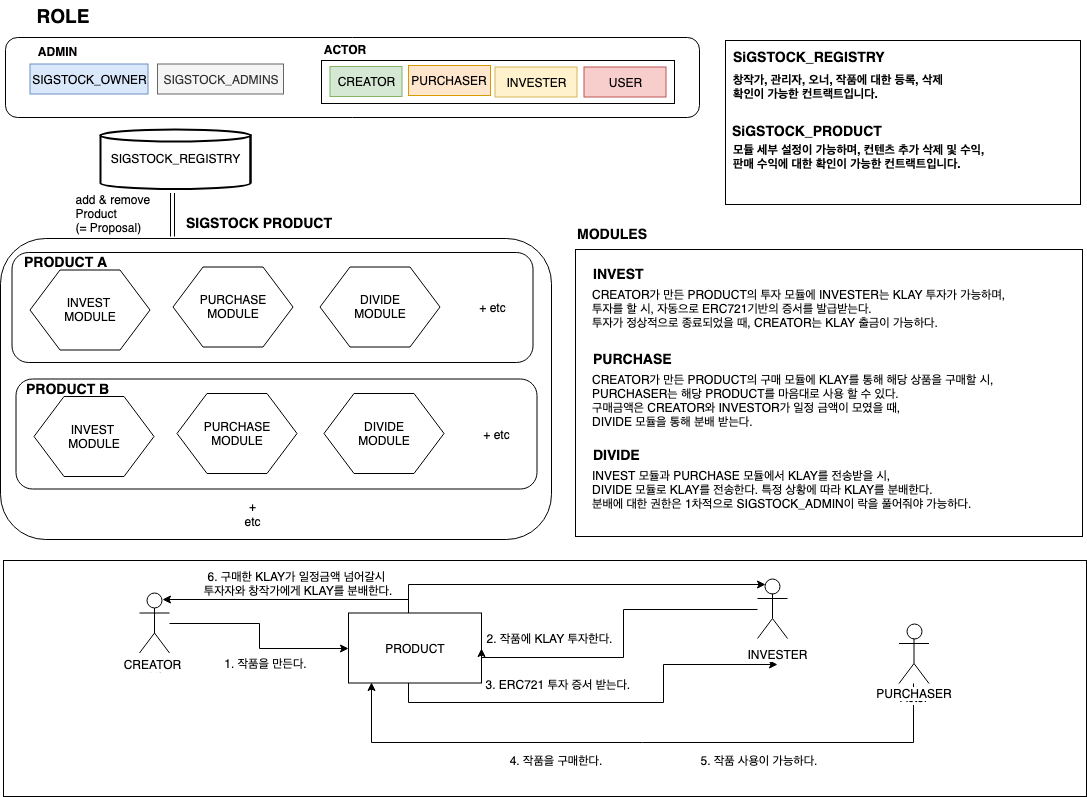 ROLE
ADMIN
SIGSTOCK_OWNER
SIGSTOCK_ADMINS
ACTOR
CREATOR
PURCHASER
INVESTER
USER
SiGSTOCK_REGISTRY
창작가, 관리자, 오너, 작품에 대한 등록, 삭제
확인이 가능한 컨트랙트입니다.
SiGSTOCK_PRODUCT
모듈 세부 설정이 가능하며, 컨텐츠 추가 삭제 및 수익,
판매 수익에 대한 확인이 가능한 컨트랙트입니다.
SIGSTOCK_REGISTRY
add & remove
Product
(= Proposal)
SIGSTOCK PRODUCT
PRODUCT A
INVEST
MODULE
PURCHASE
MODULE
DIVIDE
MODULE
+ etc
PRODUCT B
INVEST
MODULE
PURCHASE
MODULE
DIVIDE
MODULE
+ etc
+
etc
MODULES
INVEST
CREATOR가 만든 PRODUCT의 투자 모듈에 INVESTER는 KLAY 투자가 가능하며,
투자를 할 시, 자동으로 ERC721기반의 증서를 발급받는다.
투자가 정상적으로 종료되었을 때, CREATOR는 KLAY 출금이 가능하다.
PURCHASE
CREATOR가 만든 PRODUCT의 구매 모듈에 KLAY를 통해 해당 상품을 구매할 시,
PURCHASER는 해당 PRODUCT를 마음대로 사용 할 수 있다.
구매금액은 CREATOR와 INVESTOR가 일정 금액이 모였을 때,
DIVIDE 모듈을 통해 분배 받는다.
DIVIDE
INVEST 모듈과 PURCHASE 모듈에서 KLAY를 전송받을 시,
DIVIDE 모듈로 KLAY를 전송한다. 특정 상황에 따라 KLAY를 분배한다.
분배에 대한 권한은 1차적으로 SIGSTOCK_ADMIN이 락을 풀어줘야 가능하다.
6. 구매한 KLAY가 일정금액 넘어갈시
투자자와 창작가에게 KLAY를 분배한다.
CREATOR
1. 작품을 만든다.
PRODUCT
2. 작품에 KLAY 투자한다.
INVESTER
3. ERC721 투자 증서 받는다.
PURCHASER
4. 작품을 구매한다.
5. 작품 사용이 가능하다.